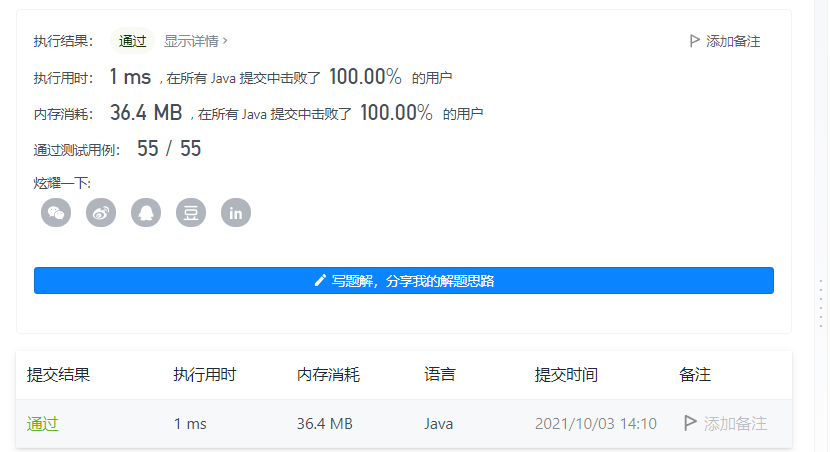 执行结果： 通过 显示详情 > 添加备注
执行用时： 1 ms , 在所有 Java 提交中击败了 100.00% 的用户
内存消耗： 36.4 MB , 在所有 Java 提交中击败了 100.00% 的用户
通过测试用例： 55 / 55
炫耀一下:
豆 in
写题解，分享我的解题思路
提交结果 执行用时 内存消耗 语言 提交时间 备注
通过 1 ms 36.4 MB Java 2021/10/03 14:10 添加备注